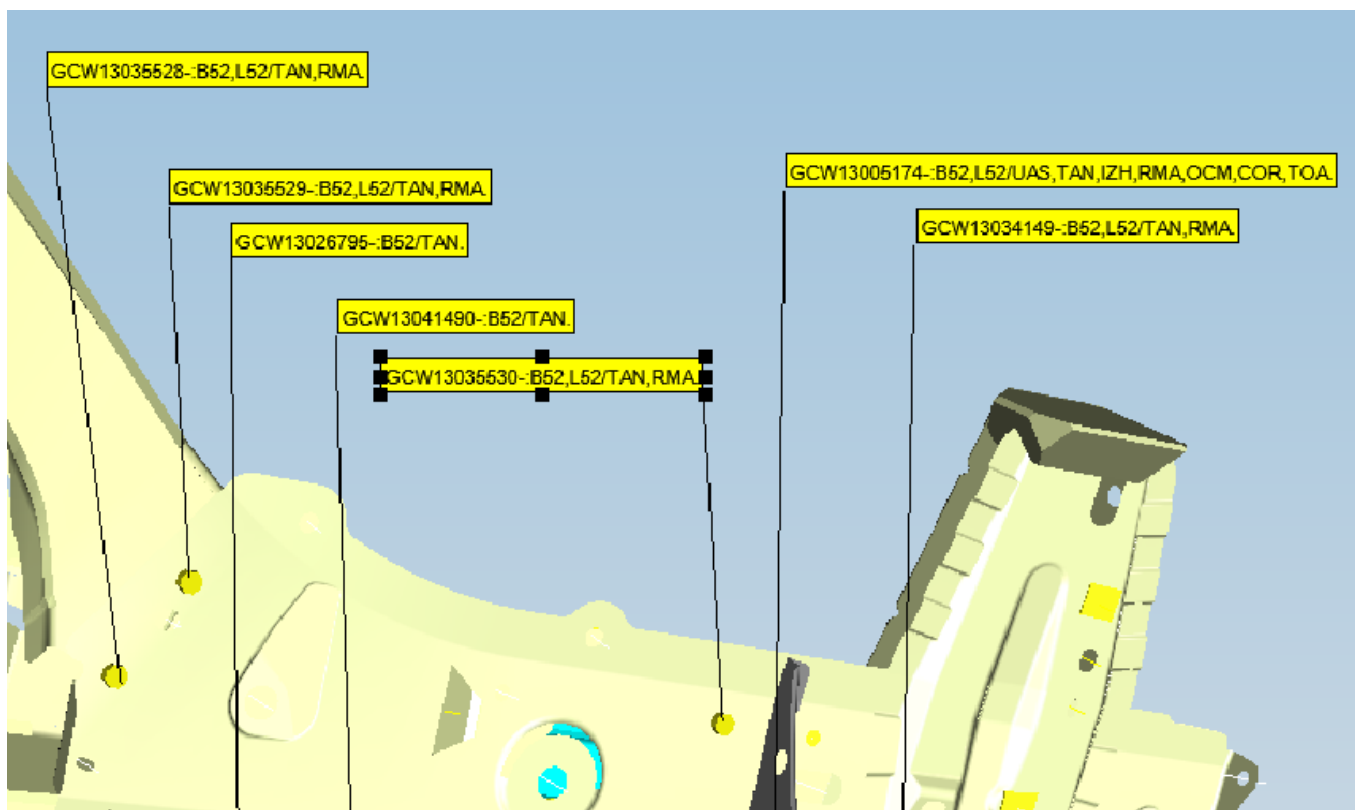 GCW13035528-:B52,L52/TAN,RMA.
GCW13005174-:B52,L52/UAS,TAN,IZH,RMA,OCM,COR,TOA.
GCW13035529-:B52,L52/TAN,RMA.
GCW13034149-:B52,L52/TAN,RMA.
GCW13026795-:B52/TAN.
GCW13041490-:B52/TAN.
GCW13035530-:B52,L52/TAN,RMA.